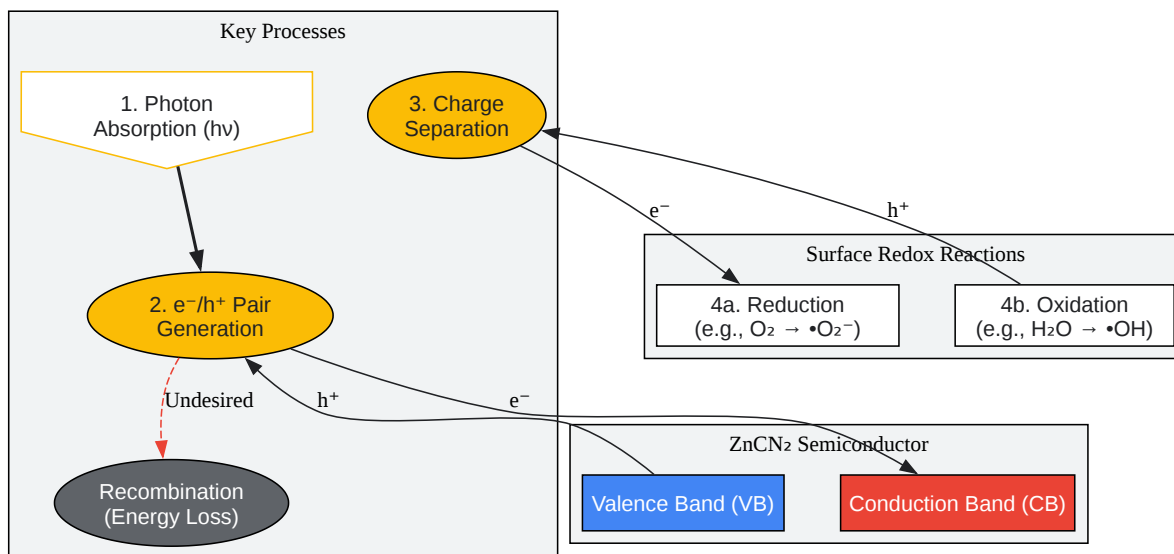 Key Processes
1. Photon
Absorption (hν)
3. Charge
Separation
e⁻
h⁺
Surface Redox Reactions
4a. Reduction
(e.g., O₂ → •O₂⁻)
4b. Oxidation
(e.g., H₂O → •OH)
2. e⁻/h⁺ Pair
Generation
Undesired
h⁺
e⁻
ZnCN₂ Semiconductor
Recombination
(Energy Loss)
Valence Band (VB)
Conduction Band (CB)